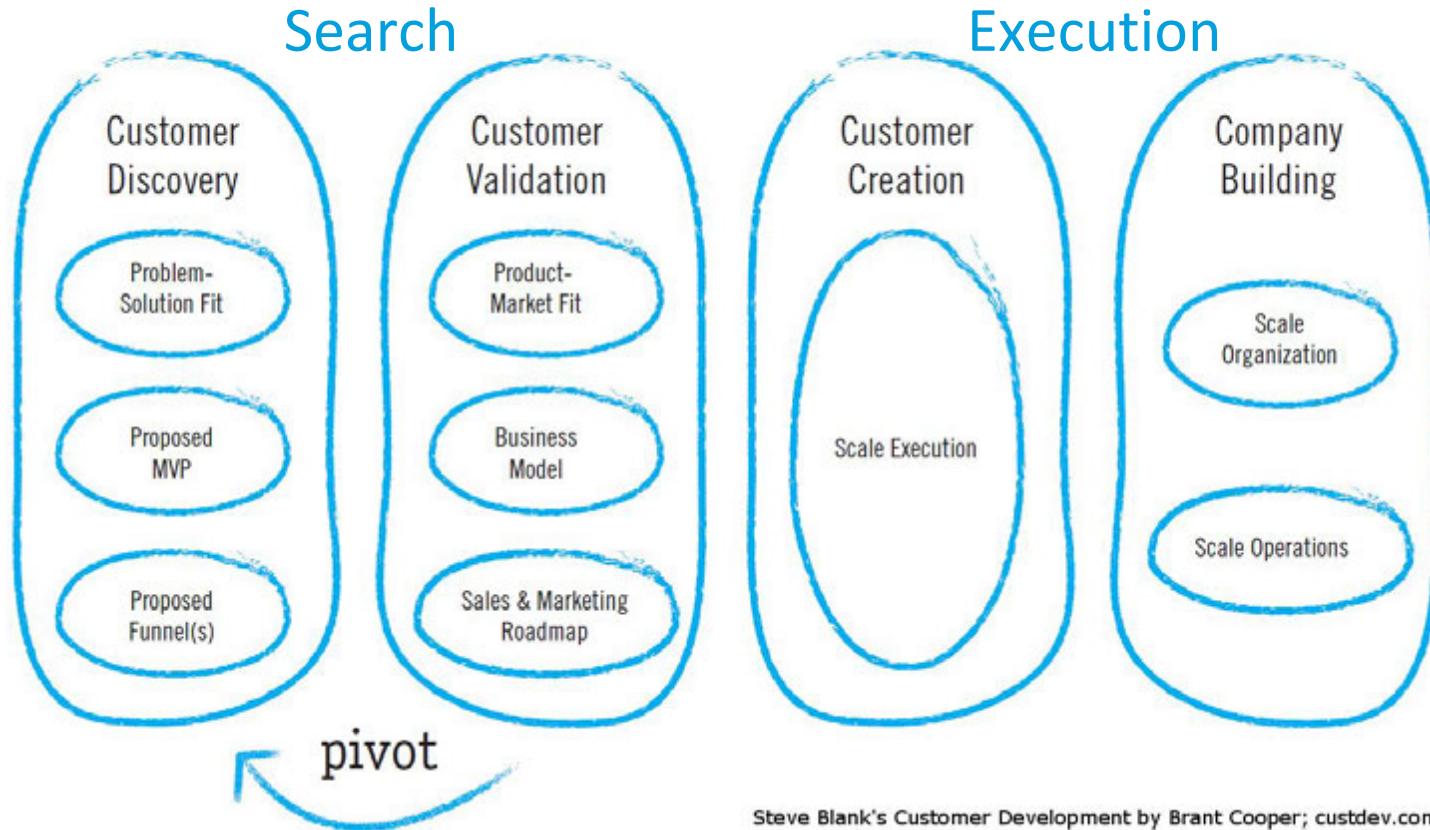 Search
Execution
Customer
Discovery
Problem-
Solution Fit
Proposed
MVP
Proposed
Funnel(s)
Customer
Validation
Product-
Market Fit
Business
Model
Sales & Marketing
Roadmap
Customer
Creation
Scale Execution
Company
Building
Scale
Organization
Scale Operations
pivot
Steve Blank's Customer Development by Brant Cooper; custdev.com